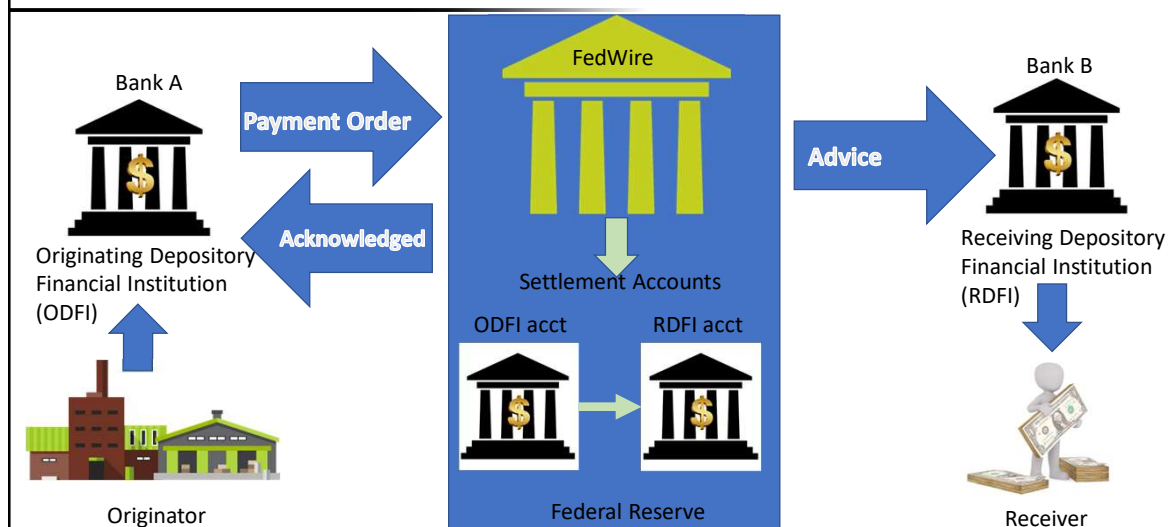 FedWire
Bank A
Bank B
Payment Order
Advice
Acknowledged
Originating Depository
Financial Institution
(ODFI)
Receiving Depository
Financial Institution
(RDFI)
Settlement Accounts
ODFI acct
RDFI acct
$
$
$
$
Originator
Federal Reserve
Receiver